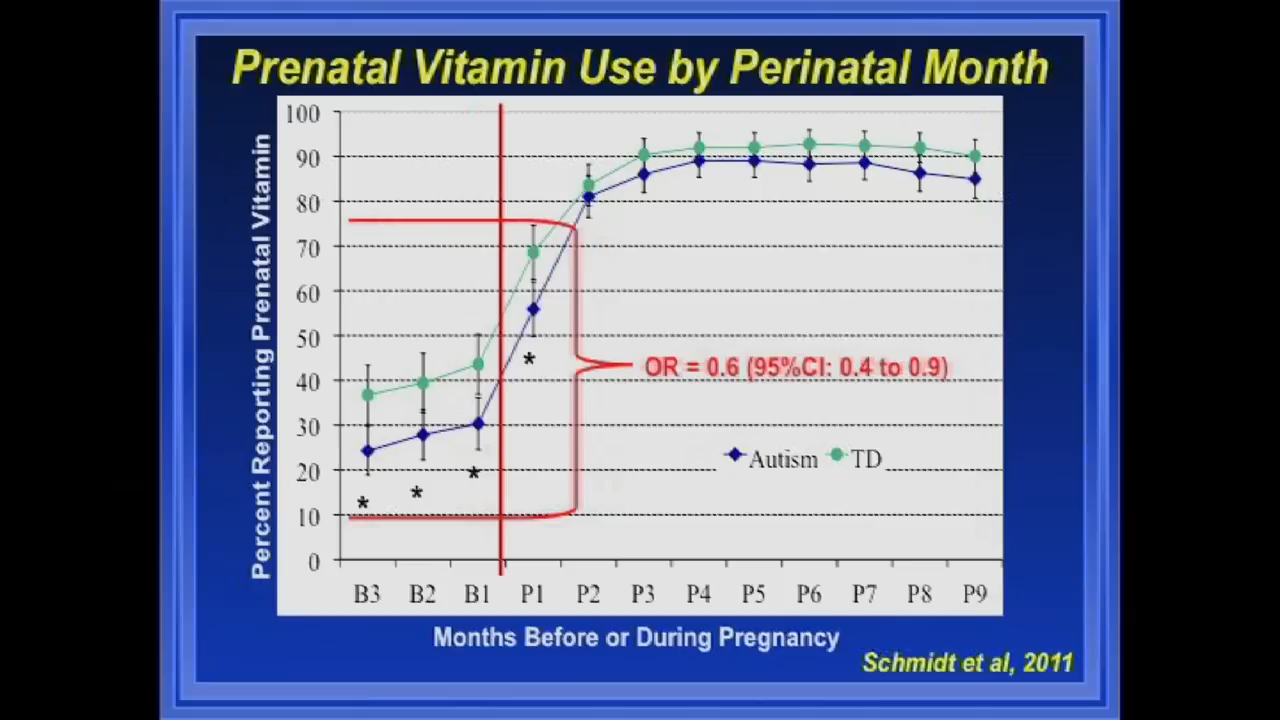 Prenatal Vitamin Use by Perinatal Month
Percent Reporting Prenatal Vitamin
100
90
80
70
60
50
40
30
20
10
0
*
*
*
*
OR = 0.6 (95%CI: 0.4 to 0.9)
Autism TD
B3 B2 B1 P1 P2 P3 P4 P5 P6 P7 P8 P9
Months Before or During Pregnancy
Schmidt et al, 2011